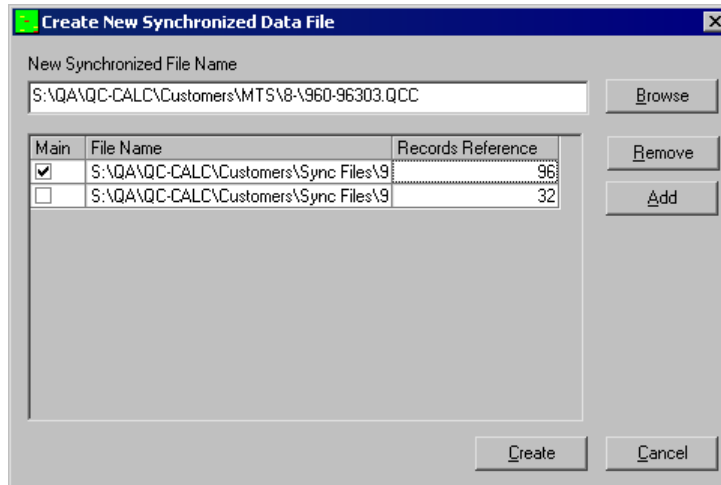 Create New Synchronized Data File
New Synchronized File Name
S:\QA\QC-CALC\Customers\MTS\8-\960-96303.QCC
Browse
Main File Name Records Reference
Remove
S:\QA\QC-CALC\Customers\Sync Files\9 96
S:\QA\QC-CALC\Customers\Sync Files\9 32
Add
Create
Cancel